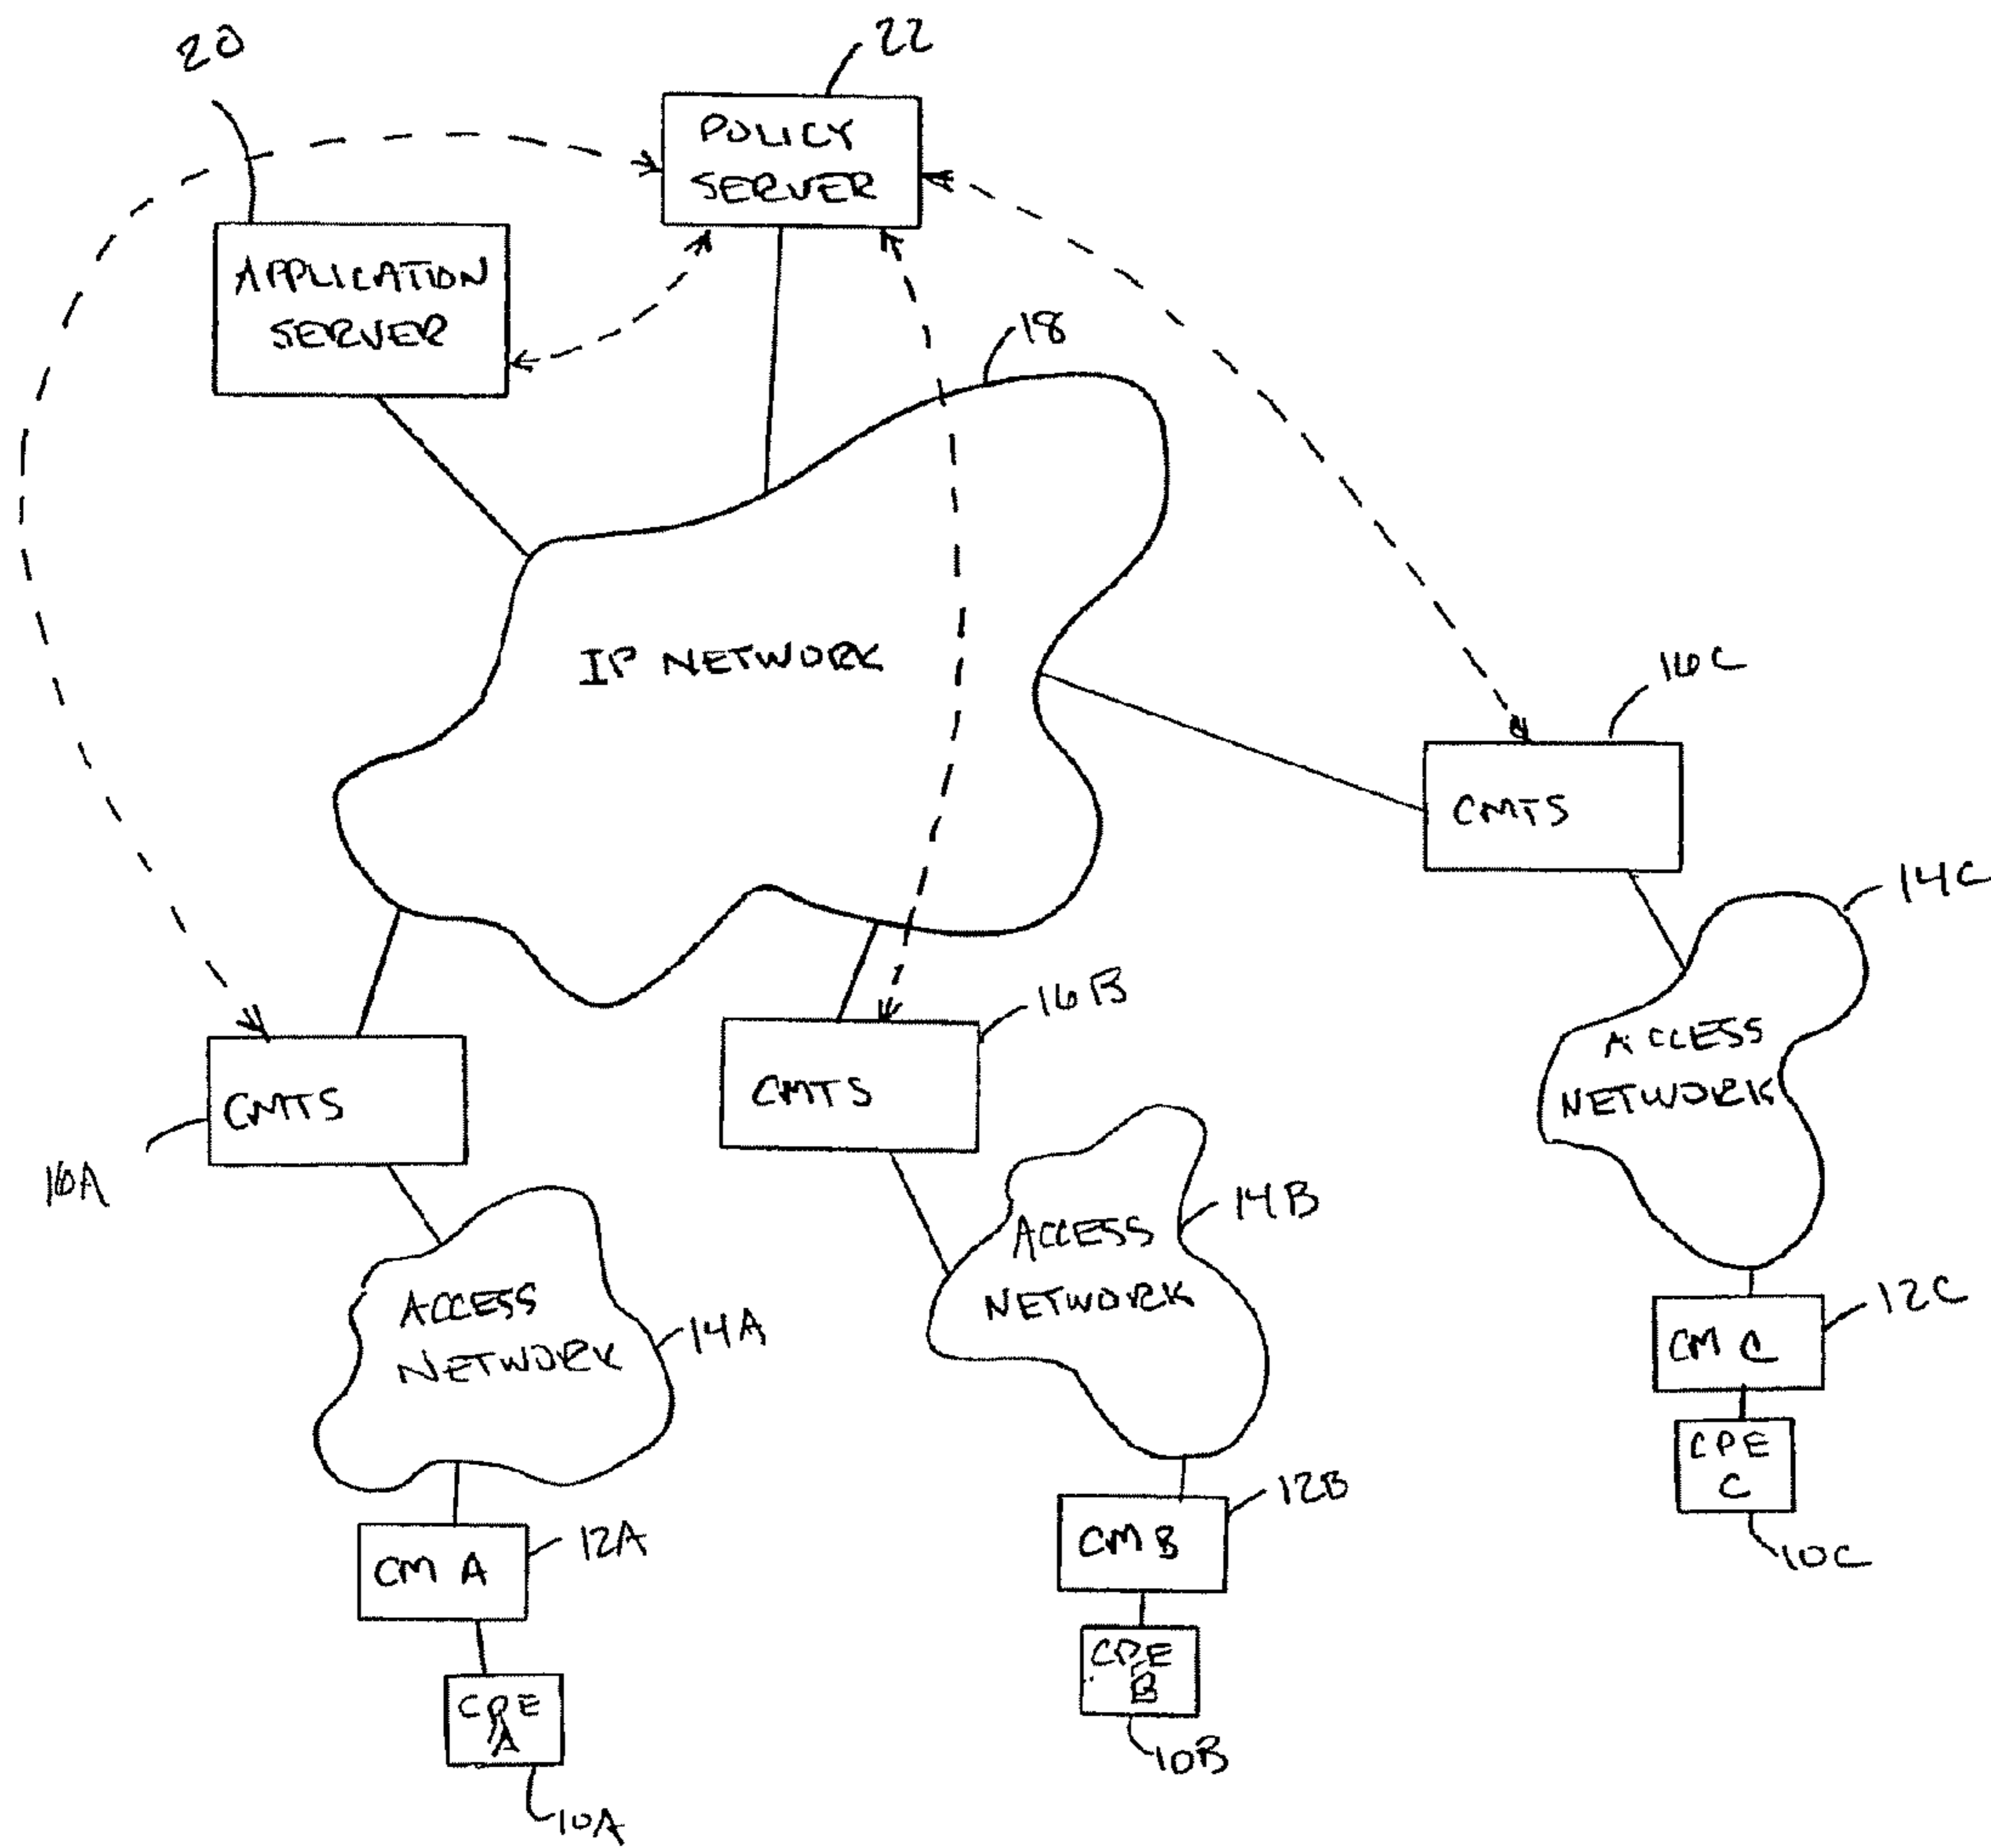 20
22
POLICY
SERVER
APPLICATION
SERVER
18
IP NETWORK
16C
CMTS
14C
16B
ACCESS
NETWORK
CMTS
CMTS
16A
14B
ACCESS
NETWORK
ACCESS
NETWORK
14A
12C
CM C
CPE
C
12B
CM B
10C
12A
CM A
CPE
B
CPE
A
10B
10A